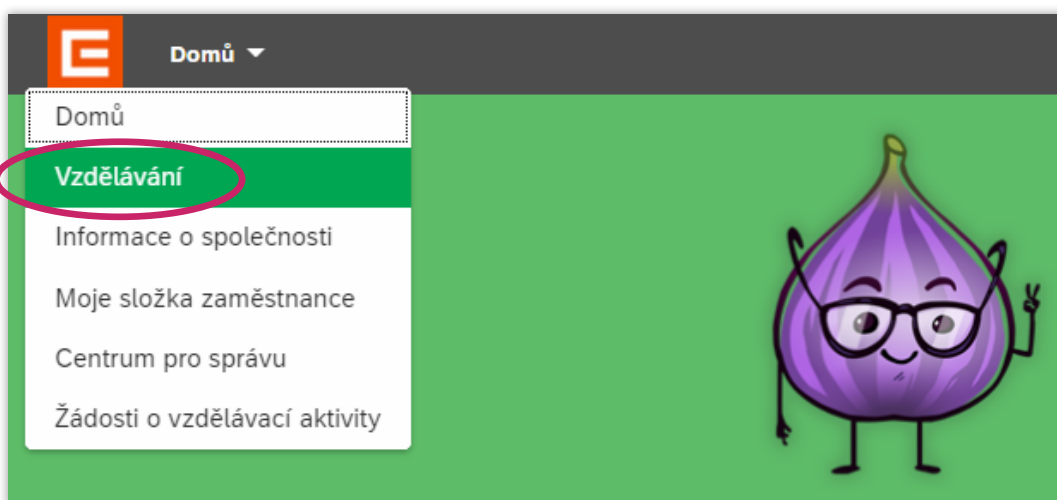 Domů
Domů
Vzdělávání
Informace o společnosti
Moje složka zaměstnance
Centrum pro správu
Žádosti o vzdělávací aktivity